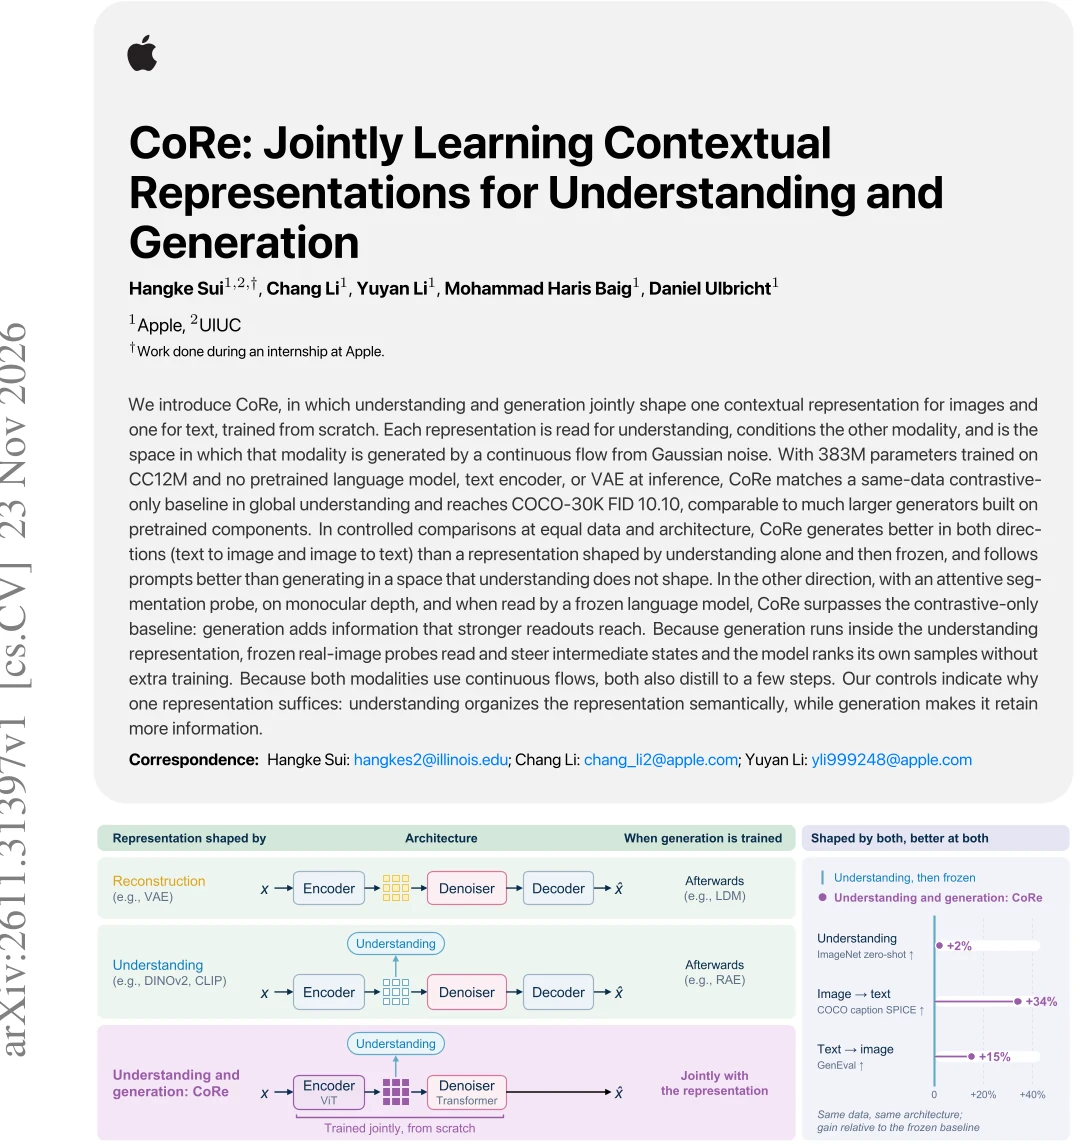 arXiv:2611.31397v1 [cs.CV] 23 Nov 2026
CoRe: Jointly Learning Contextual
Representations for Understanding and
Generation
Hangke Sui1,2,†, Chang Li1, Yuyan Li1, Mohammad Haris Baig1, Daniel Ulbricht1
1Apple, 2UIUC
†Work done during an internship at Apple.
We introduce CoRe, in which understanding and generation jointly shape one contextual representation for images and
one for text, trained from scratch. Each representation is read for understanding, conditions the other modality, and is the
space in which that modality is generated by a continuous flow from Gaussian noise. With 383M parameters trained on
CC12M and no pretrained language model, text encoder, or VAE at inference, CoRe matches a same-data contrastive-
only baseline in global understanding and reaches COCO-30K FID 10.10, comparable to much larger generators built on
pretrained components. In controlled comparisons at equal data and architecture, CoRe generates better in both direc-
tions (text to image and image to text) than a representation shaped by understanding alone and then frozen, and follows
prompts better than generating in a space that understanding does not shape. In the other direction, with an attentive seg-
mentation probe, on monocular depth, and when read by a frozen language model, CoRe surpasses the contrastive-only
baseline: generation adds information that stronger readouts reach. Because generation runs inside the understanding
representation, frozen real-image probes read and steer intermediate states and the model ranks its own samples without
extra training. Because both modalities use continuous flows, both also distill to a few steps. Our controls indicate why
one representation suffices: understanding organizes the representation semantically, while generation makes it retain
more information.
Correspondence: Hangke Sui: hangkes2@illinois.edu; Chang Li: chang_li2@apple.com; Yuyan Li: yli999248@apple.com
Representation shaped by Architecture When generation is trained
Reconstruction
(e.g., VAE)
x Encoder Denoiser Decoder x̂
Afterwards
(e.g., LDM)
Understanding
Understanding
(e.g., DINOv2, CLIP)
x Encoder Denoiser Decoder x̂
Afterwards
(e.g., RAE)
Understanding
Understanding and
generation: CoRe
x Encoder
ViT
Denoiser
Transformer
x̂
Jointly with
the representation
Trained jointly, from scratch
Shaped by both, better at both
Understanding, then frozen
Understanding and generation: CoRe
Understanding
ImageNet zero-shot ↑
+2%
Image → text
COCO caption SPICE ↑
+34%
Text → image
GenEval ↑
+15%
0 +20% +40%
Same data, same architecture;
gain relative to the frozen baseline